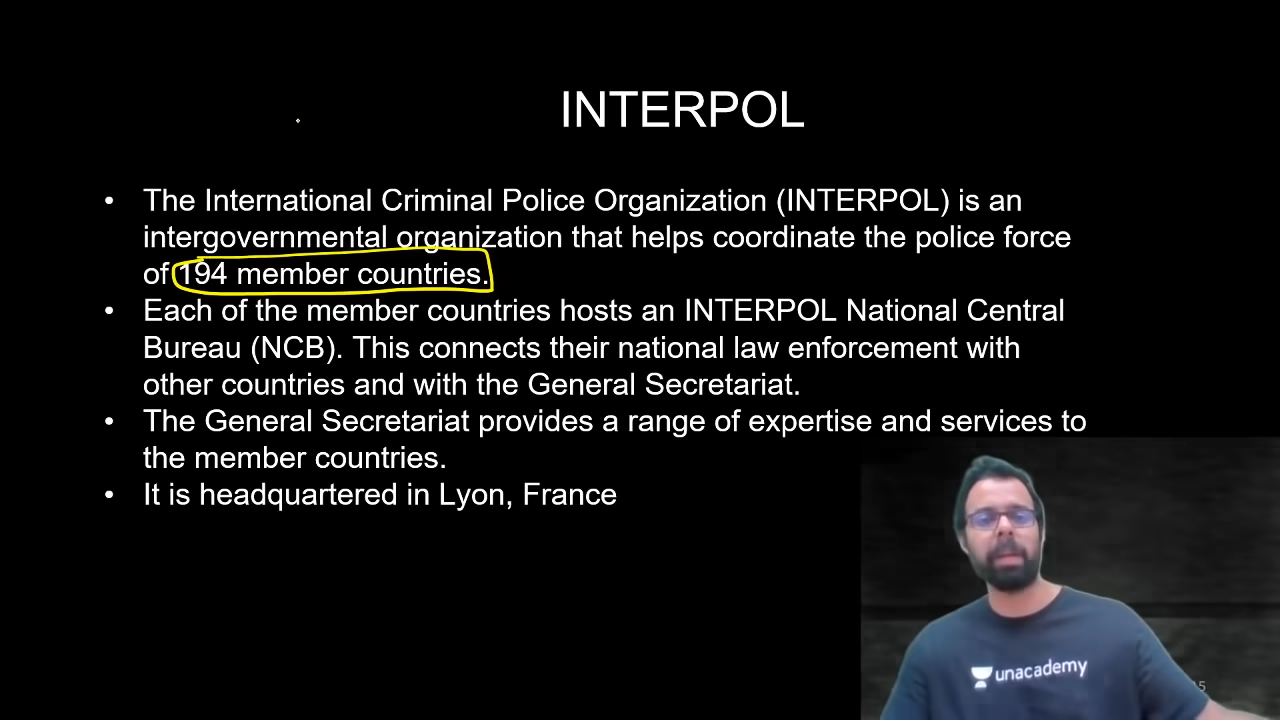 INTERPOL
• The International Criminal Police Organization (INTERPOL) is an
intergovernmental organization that helps coordinate the police force
of 194 member countries.
• Each of the member countries hosts an INTERPOL National Central
Bureau (NCB). This connects their national law enforcement with
other countries and with the General Secretariat.
• The General Secretariat provides a range of expertise and services to
the member countries.
• It is headquartered in Lyon, France
unacademy